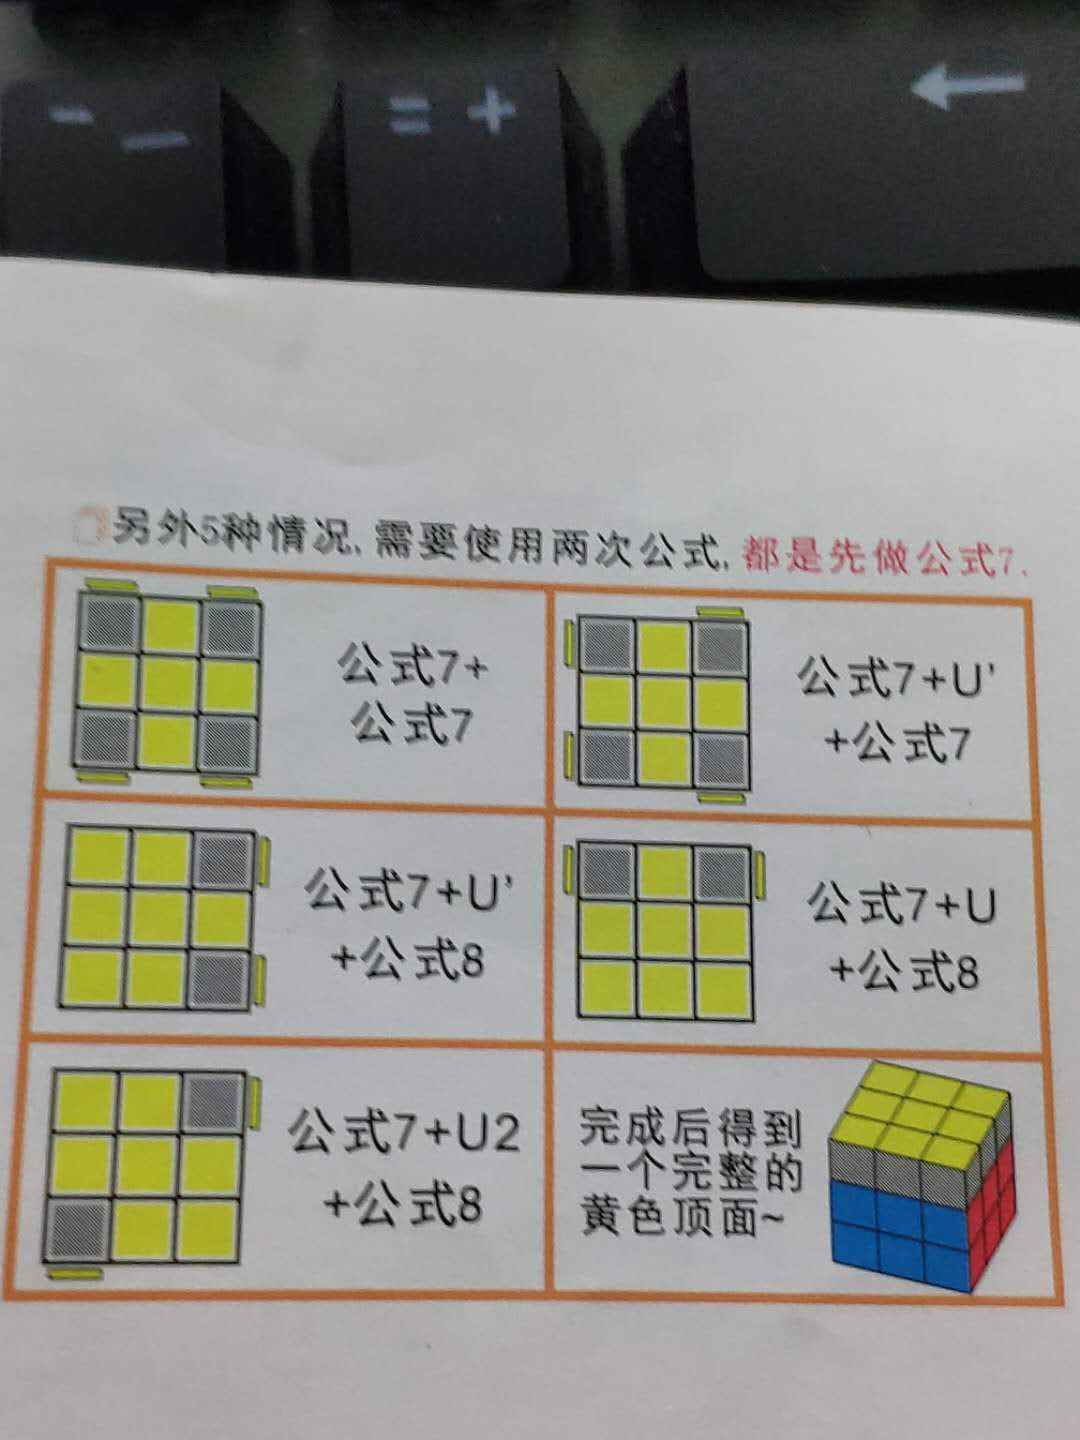 - _
= +
←
另外5种情况,需要使用两次公式,都是先做公式7.
公式7+
公式7
公式7+U'
+公式7
公式7+U'
+公式8
公式7+U
+公式8
公式7+U2
+公式8
完成后得到
一个完整的
黄色顶面~